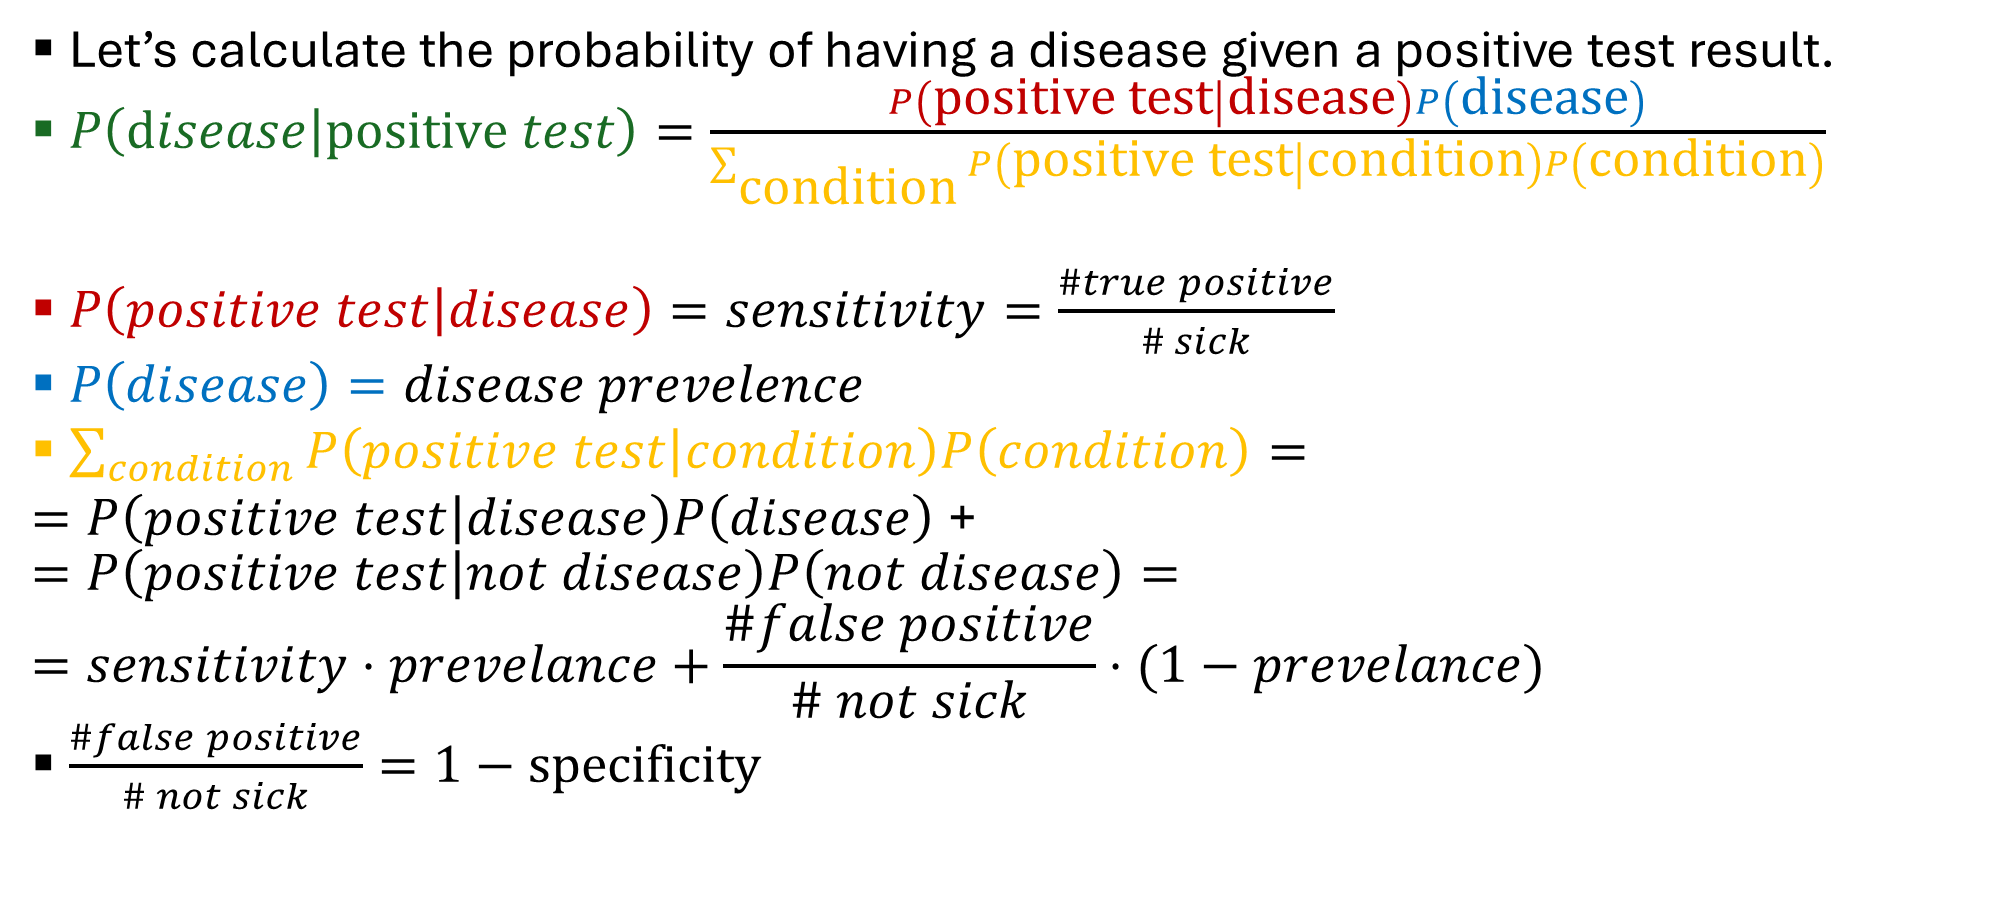 ▪ Let’s calculate the probability of having a disease given a positive test result.
▪ P(disease|positive test) = P(positive test|disease)P(disease) / ∑condition P(positive test|condition)P(condition)
▪ P(positive test|disease) = sensitivity = #true positive / # sick
▪ P(disease) = disease prevelence
▪ ∑condition P(positive test|condition)P(condition) =
= P(positive test|disease)P(disease) +
= P(positive test|not disease)P(not disease) =
= sensitivity · prevelance + #false positive / # not sick · (1 − prevelance)
▪ #false positive / # not sick = 1 − specificity